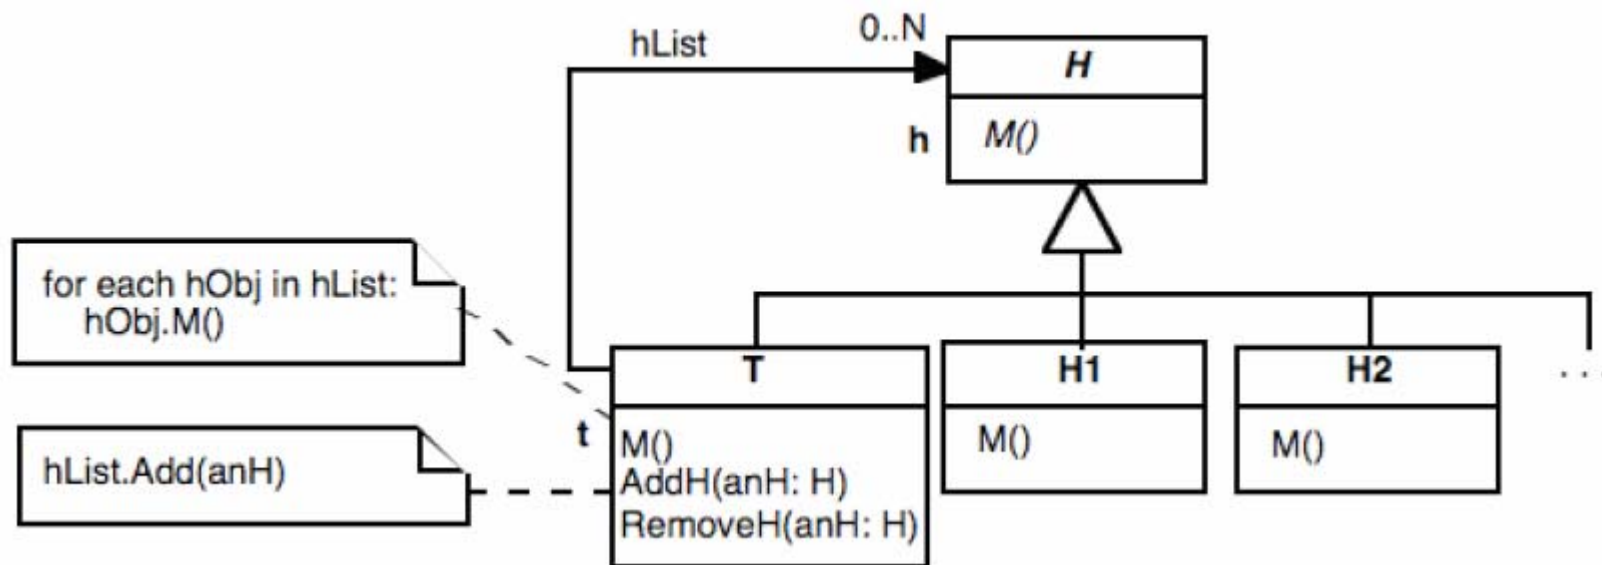 hList
0..N
H
h
M()
for each hObj in hList:
hObj.M()
hList.Add(anH)
t
T
M()
AddH(anH: H)
RemoveH(anH: H)
H1
M()
H2
M()
. . .